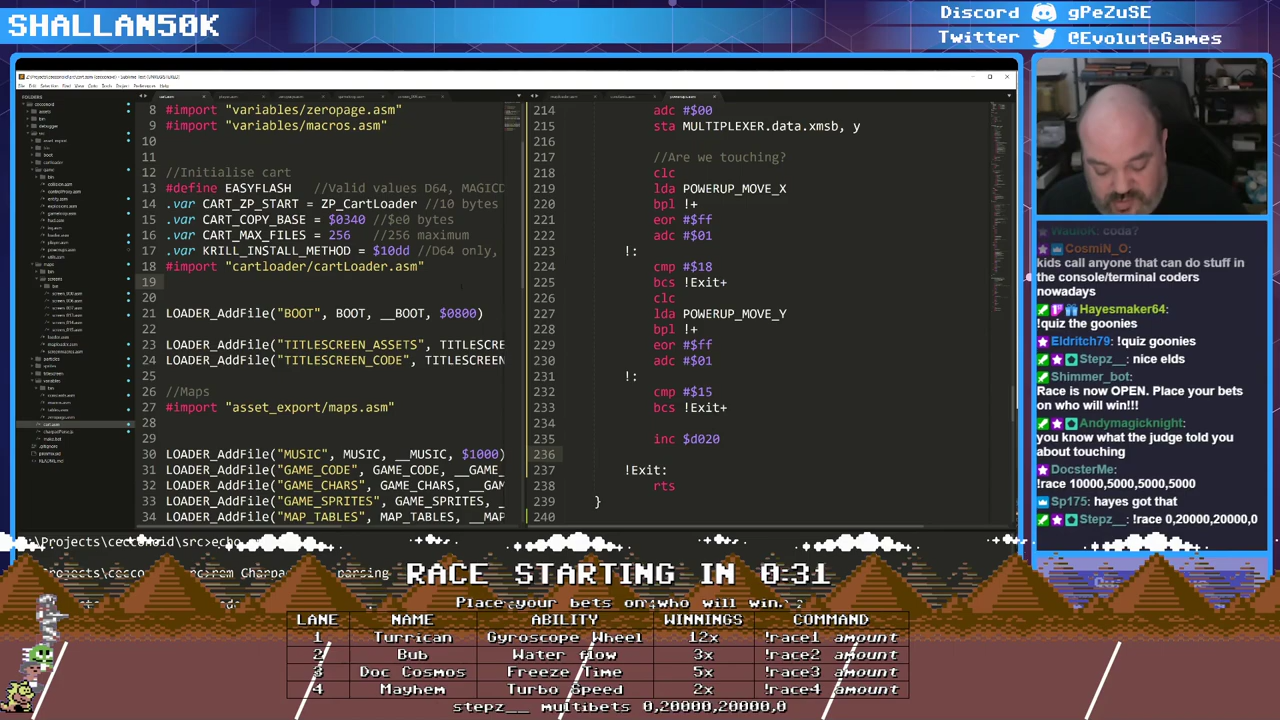 SHALLAN50K
Discord gPeZuSE
Twitter @EvoluteGames
8 #import "variables/zeropage.asm"
9 #import "variables/macros.asm"
10
11
12 //Initialise cart
13 #define EASYFLASH //Valid values D64, MAGICD
14 .var CART_ZP_START = ZP_CartLoader //10 bytes
15 .var CART_COPY_BASE = $0340 //$e0 bytes
16 .var CART_MAX_FILES = 256 //256 maximum
17 .var KRILL_INSTALL_METHOD = $10dd //D64 only,
18 #import "cartloader/cartLoader.asm"
19
20
21 LOADER_AddFile("BOOT", BOOT, __BOOT, $0800)
22
23 LOADER_AddFile("TITLESCREEN_ASSETS", TITLESCRE
24 LOADER_AddFile("TITLESCREEN_CODE", TITLESCREEN
25
26 //Maps
27 #import "asset_export/maps.asm"
28
29
30 LOADER_AddFile("MUSIC", MUSIC, __MUSIC, $1000)
31 LOADER_AddFile("GAME_CODE", GAME_CODE, __GAME_
32 LOADER_AddFile("GAME_CHARS", GAME_CHARS, __GAM
33 LOADER_AddFile("GAME_SPRITES", GAME_SPRITES, _
34 LOADER_AddFile("MAP_TABLES", MAP_TABLES, __MAP
214 adc #$00
215 sta MULTIPLEXER.data.xmsb, y
216
217 //Are we touching?
218 clc
219 lda POWERUP_MOVE_X
220 bpl !+
221 eor #$ff
222 adc #$01
223 !:
224 cmp #$18
225 bcs !Exit+
226 clc
227 lda POWERUP_MOVE_Y
228 bpl !+
229 eor #$ff
230 adc #$01
231 !:
232 cmp #$15
233 bcs !Exit+
234
235 inc $d020
236
237 !Exit:
238 rts
239 }
240
WauloK: coda?
CosmiN_O:
kids call anyone that can do stuff in
the console/terminal coders
nowadays
Hayesmaker64:
!quiz the goonies
Eldritch79: !quiz goonies
Stepz__: nice elds
Shimmer_bot:
Race is now OPEN. Place your bets
on who will win!!!
Andymagicknight:
you know what the judge told you
about touching
DocsterMe:
!race 10000,5000,5000,5000
Sp175: hayes got that
Stepz__: !race 0,20000,20000,0
:\Projects\cecconoid\src>echo
RACE STARTING IN 0:31
Place your bets on who will win.
LANE NAME ABILITY WINNINGS COMMAND
1 Turrican Gyroscope Wheel 12x !race1 amount
2 Bub Water flow 3x !race2 amount
3 Doc Cosmos Freeze Time 5x !race3 amount
4 Mayhem Turbo Speed 2x !race4 amount
stepz__ multibets 0,20000,20000,0